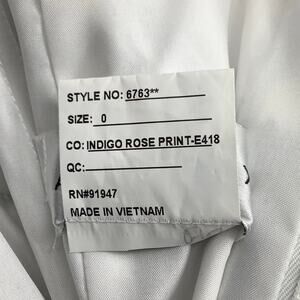 STYLE NO: 6763**
SIZE: 0
CO: INDIGO ROSE PRINT-E418
QC:
RN#91947
MADE IN VIETNAM